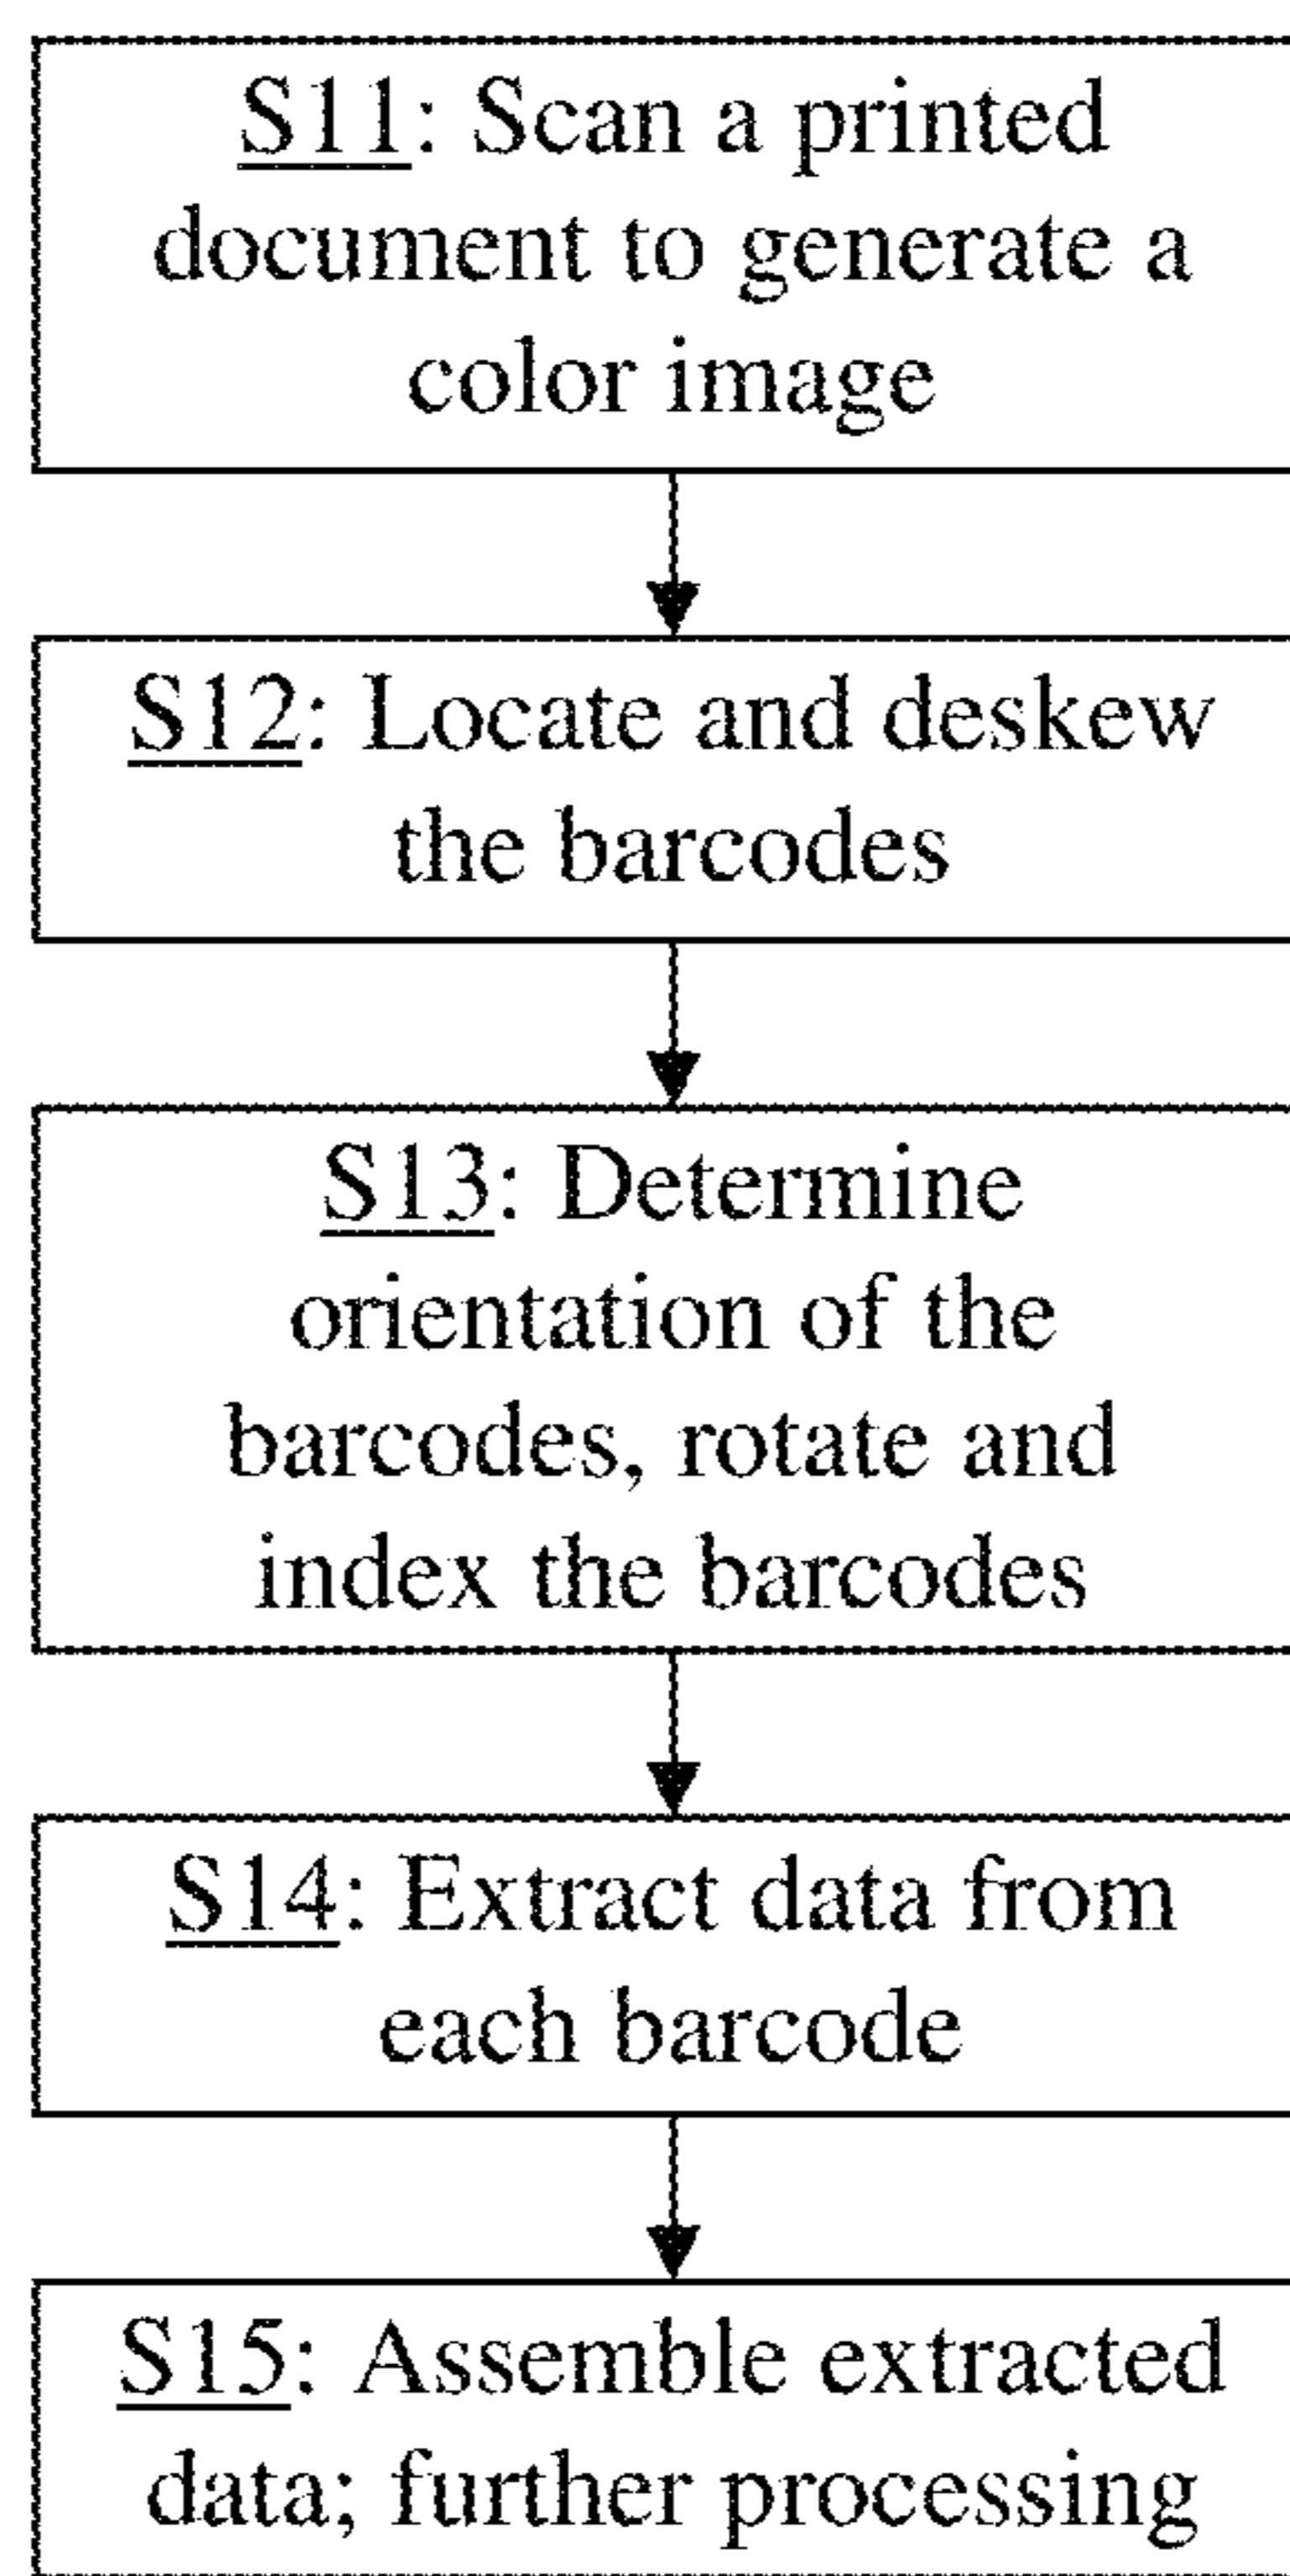 S11: Scan a printed
document to generate a
color image
S12: Locate and deskew
the barcodes
S13: Determine
orientation of the
barcodes, rotate and
index the barcodes
S14: Extract data from
each barcode
S15: Assemble extracted
data; further processing